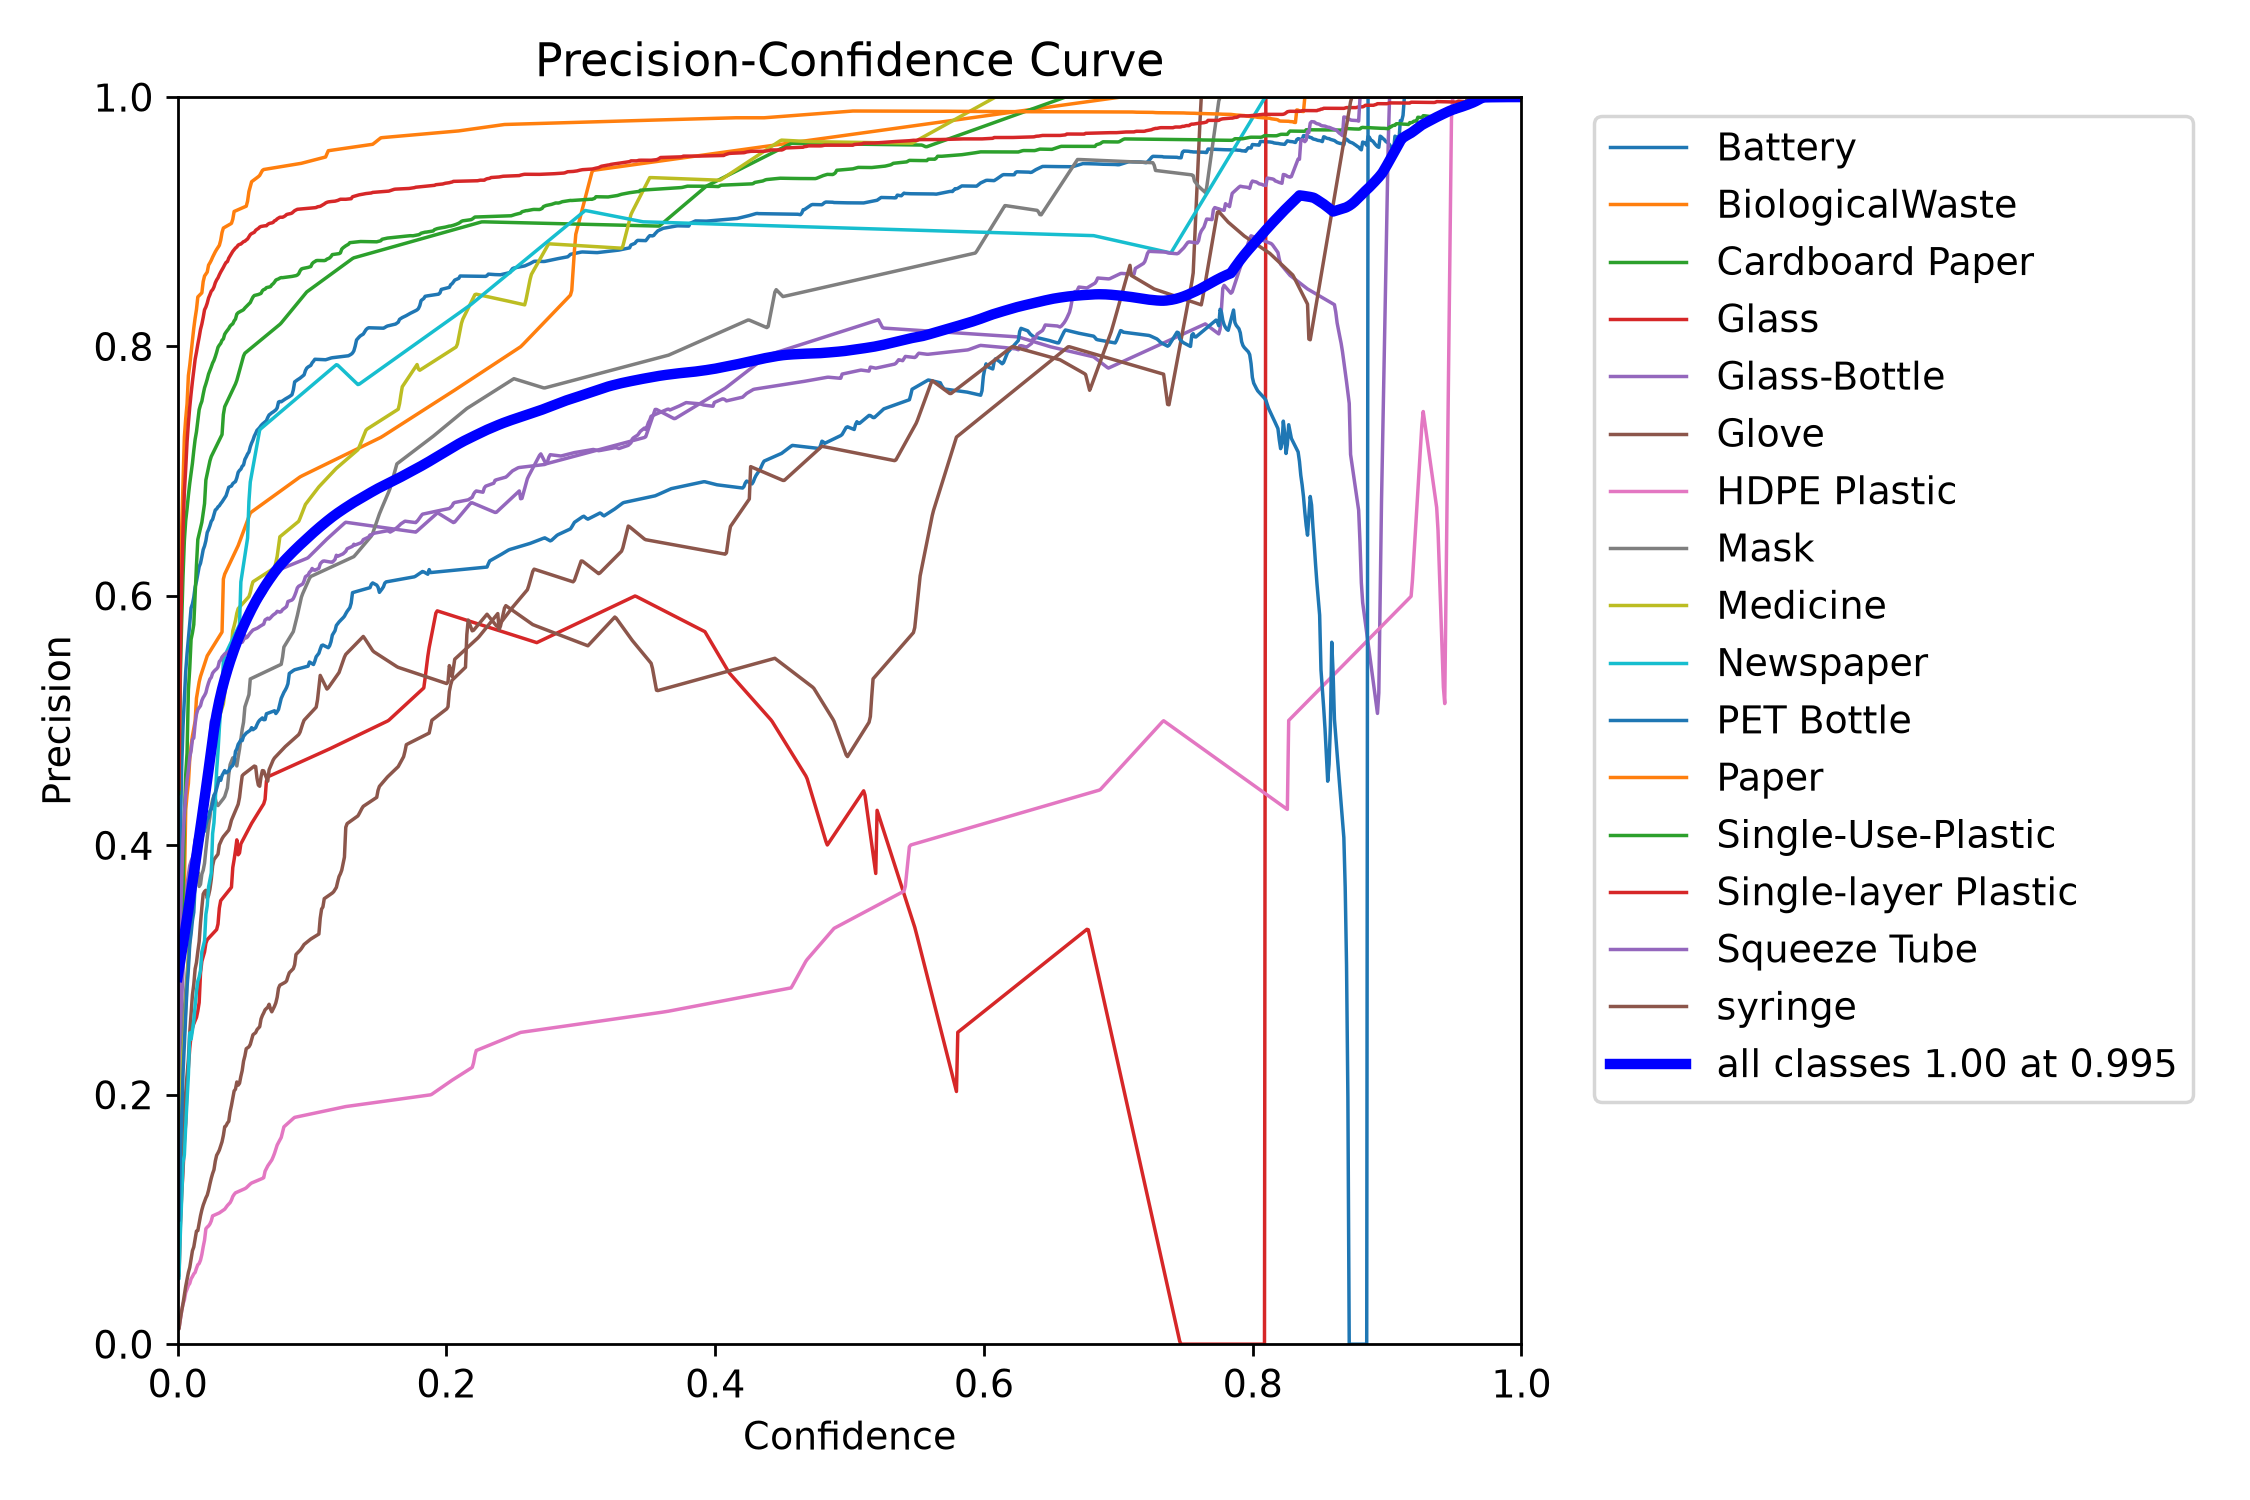 Precision-Confidence Curve
1.0
0.8
0.6
0.4
0.2
0.0
Precision
0.0 0.2 0.4 0.6 0.8 1.0
Confidence
Battery
BiologicalWaste
Cardboard Paper
Glass
Glass-Bottle
Glove
HDPE Plastic
Mask
Medicine
Newspaper
PET Bottle
Paper
Single-Use-Plastic
Single-layer Plastic
Squeeze Tube
syringe
all classes 1.00 at 0.995